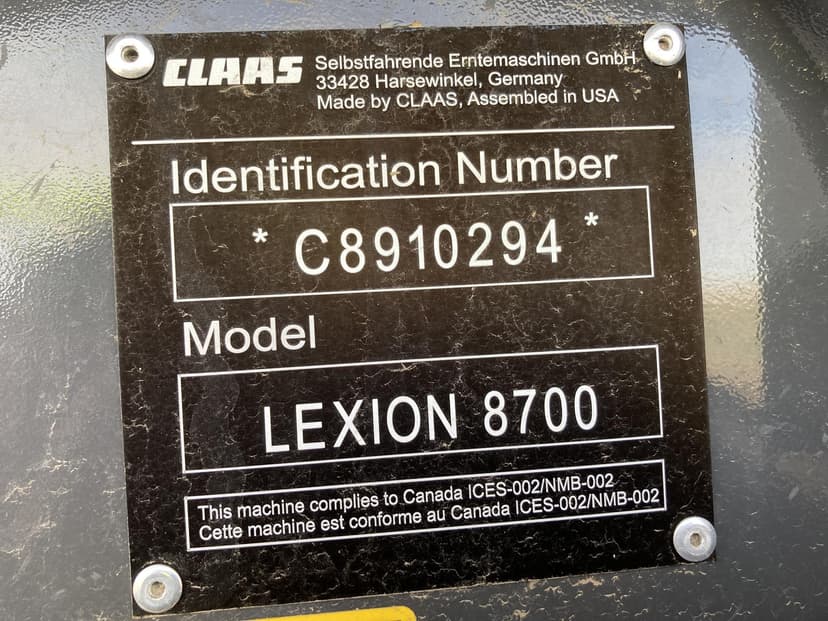 CLAAS Selbstfahrende Erntemaschinen GmbH
33428 Harsewinkel, Germany
Made by CLAAS, Assembled in USA
Identification Number
* C8910294 *
Model
LEXION 8700
This machine complies to Canada ICES-002/NMB-002
Cette machine est conforme au Canada ICES-002/NMB-002